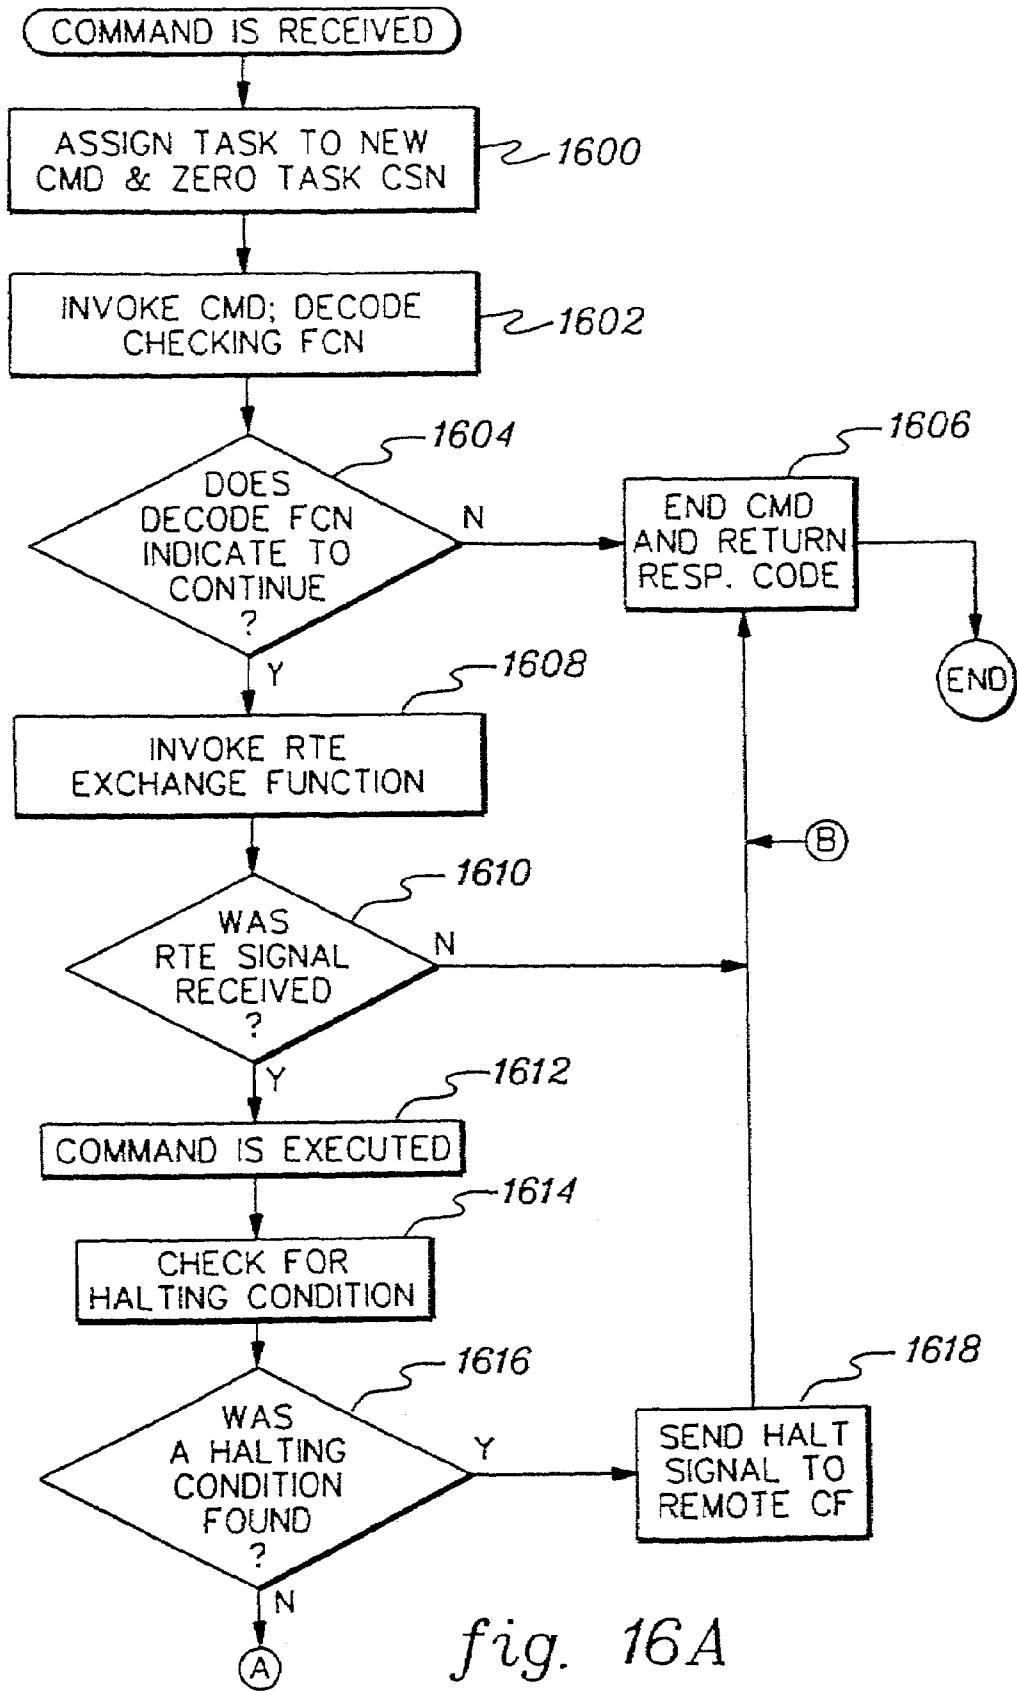 COMMAND IS RECEIVED
ASSIGN TASK TO NEW
CMD & ZERO TASK CSN
1600
INVOKE CMD; DECODE
CHECKING FCN
1602
DOES
DECODE FCN
INDICATE TO
CONTINUE
?
1604
N
Y
END CMD
AND RETURN
RESP. CODE
1606
END
INVOKE RTE
EXCHANGE FUNCTION
1608
B
WAS
RTE SIGNAL
RECEIVED
?
1610
N
Y
COMMAND IS EXECUTED
1612
CHECK FOR
HALTING CONDITION
1614
WAS
A HALTING
CONDITION
FOUND
?
1616
Y
N
SEND HALT
SIGNAL TO
REMOTE CF
1618
A
fig. 16A